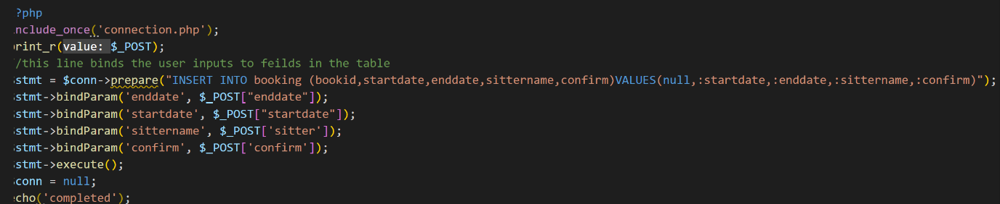 ?php
nclude_once('connection.php');
rint_r(value: $_POST);
/this line binds the user inputs to feilds in the table
stmt = $conn->prepare("INSERT INTO booking (bookid,startdate,enddate,sittername,confirm)VALUES(null,:startdate,:enddate,:sittername,:confirm)");
stmt->bindParam('enddate', $_POST["enddate"]);
stmt->bindParam('startdate', $_POST["startdate"]);
stmt->bindParam('sittername', $_POST['sitter']);
stmt->bindParam('confirm', $_POST['confirm']);
stmt->execute();
conn = null;
cho('completed');